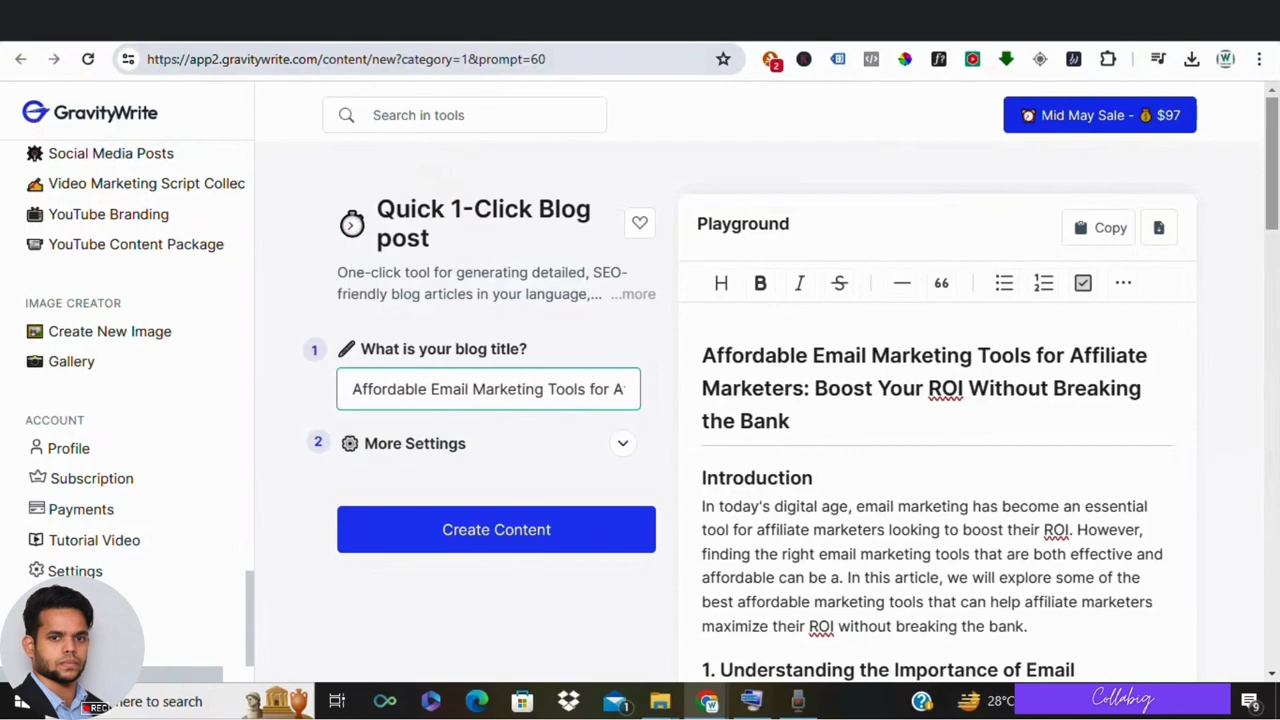 https://app2.gravitywrite.com/content/new?category=1&prompt=60
2
GravityWrite
Search in tools
Mid May Sale - $97
Social Media Posts
Video Marketing Script Collec
YouTube Branding
YouTube Content Package
IMAGE CREATOR
Create New Image
Gallery
ACCOUNT
Profile
Subscription
Payments
Tutorial Video
Settings
Quick 1-Click Blog
post
One-click tool for generating detailed, SEO-
friendly blog articles in your language,... ...more
1 What is your blog title?
Affordable Email Marketing Tools for A
2 More Settings
Create Content
Playground
Copy
H B I S 66
Affordable Email Marketing Tools for Affiliate
Marketers: Boost Your ROI Without Breaking
the Bank
Introduction
In today's digital age, email marketing has become an essential
tool for affiliate marketers looking to boost their ROI. However,
finding the right email marketing tools that are both effective and
affordable can be a. In this article, we will explore some of the
best affordable marketing tools that can help affiliate marketers
maximize their ROI without breaking the bank.
1. Understanding the Importance of Email
REC
here to search
1
28°C
Collabig
9